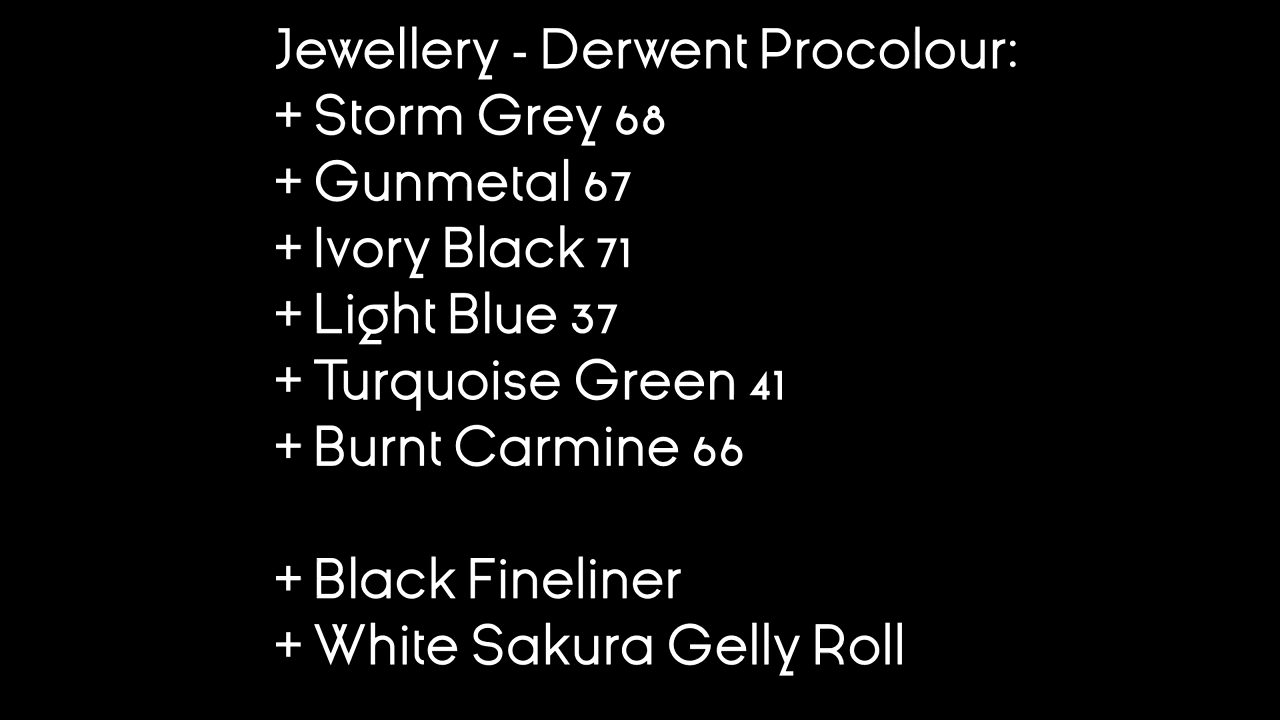 Jewellery - Derwent Procolour:
+ Storm Grey 68
+ Gunmetal 67
+ Ivory Black 71
+ Light Blue 37
+ Turquoise Green 41
+ Burnt Carmine 66
+ Black Fineliner
+ White Sakura Gelly Roll